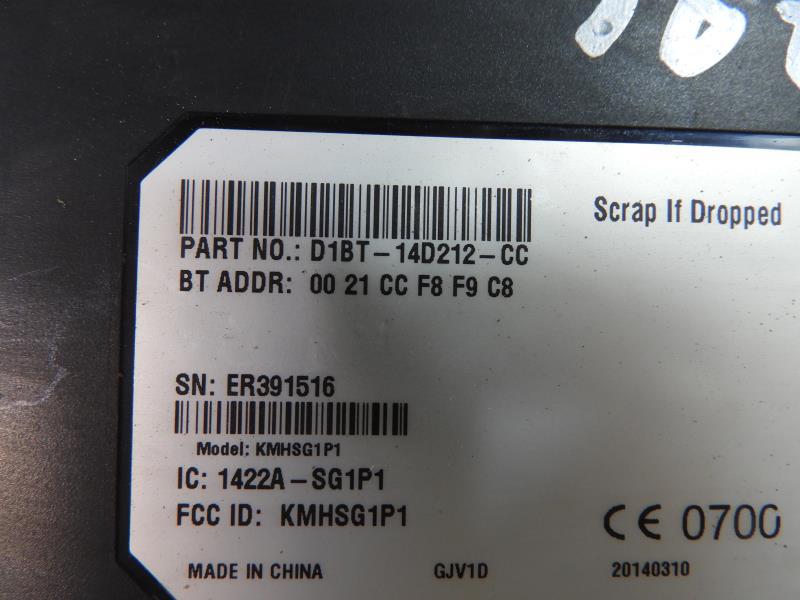 Scrap If Dropped
PART NO.: D1BT-14D212-CC
BT ADDR: 00 21 CC F8 F9 C8
SN: ER391516
Model: KMHSG1P1
IC: 1422A-SG1P1
FCC ID: KMHSG1P1
CE 0700
MADE IN CHINA GJV1D 20140310